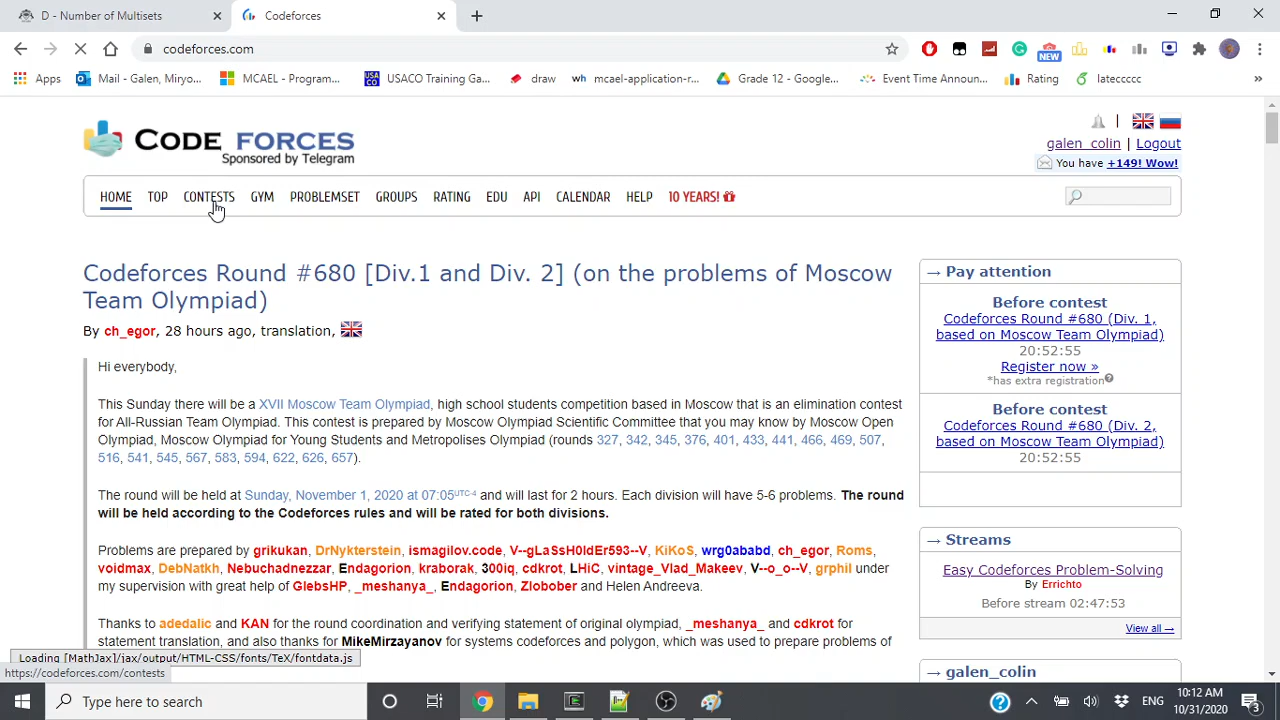 D - Number of Multisets
Codeforces
codeforces.com
NEW
Apps
Mail - Galen, Miryo...
MCAEL - Program...
USACO
USACO Training Ga...
draw
wh mcael-application-r...
Grade 12 - Google...
Event Time Announ...
Rating
lateccccc
»
CODE FORCES
Sponsored by Telegram
galen_colin | Logout
You have +149! Wow!
HOME TOP CONTESTS GYM PROBLEMSET GROUPS RATING EDU API CALENDAR HELP 10 YEARS!
Codeforces Round #680 [Div.1 and Div. 2] (on the problems of Moscow
Team Olympiad)
By ch_egor, 28 hours ago, translation,
Hi everybody,
This Sunday there will be a XVII Moscow Team Olympiad, high school students competition based in Moscow that is an elimination contest
for All-Russian Team Olympiad. This contest is prepared by Moscow Olympiad Scientific Committee that you may know by Moscow Open
Olympiad, Moscow Olympiad for Young Students and Metropolises Olympiad (rounds 327, 342, 345, 376, 401, 433, 441, 466, 469, 507,
516, 541, 545, 567, 583, 594, 622, 626, 657).
The round will be held at Sunday, November 1, 2020 at 07:05UTC-4 and will last for 2 hours. Each division will have 5-6 problems. The round
will be held according to the Codeforces rules and will be rated for both divisions.
Problems are prepared by grikukan, DrNykterstein, ismagilov.code, V--gLaSsH0ldEr593--V, KiKoS, wrg0ababd, ch_egor, Roms,
voidmax, DebNatkh, Nebuchadnezzar, Endagorion, kraborak, 300iq, cdkrot, LHiC, vintage_Vlad_Makeev, V--o_o--V, grphil under
my supervision with great help of GlebsHP, _meshanya_, Endagorion, Zlobober and Helen Andreeva.
Thanks to adedalic and KAN for the round coordination and verifying statement of original olympiad, _meshanya_ and cdkrot for
statement translation, and also thanks for MikeMirzayanov for systems codeforces and polygon, which was used to prepare problems of
→ Pay attention
Before contest
Codeforces Round #680 (Div. 1,
based on Moscow Team Olympiad)
20:52:55
Register now »
*has extra registration
Before contest
Codeforces Round #680 (Div. 2,
based on Moscow Team Olympiad)
20:52:55
→ Streams
Easy Codeforces Problem-Solving
By Errichto
Before stream 02:47:53
View all →
→ galen_colin
Loading [MathJax]/jax/output/HTML-CSS/fonts/TeX/fontdata.js
https://codeforces.com/contests
Type here to search
ENG
10:12 AM
10/31/2020
3